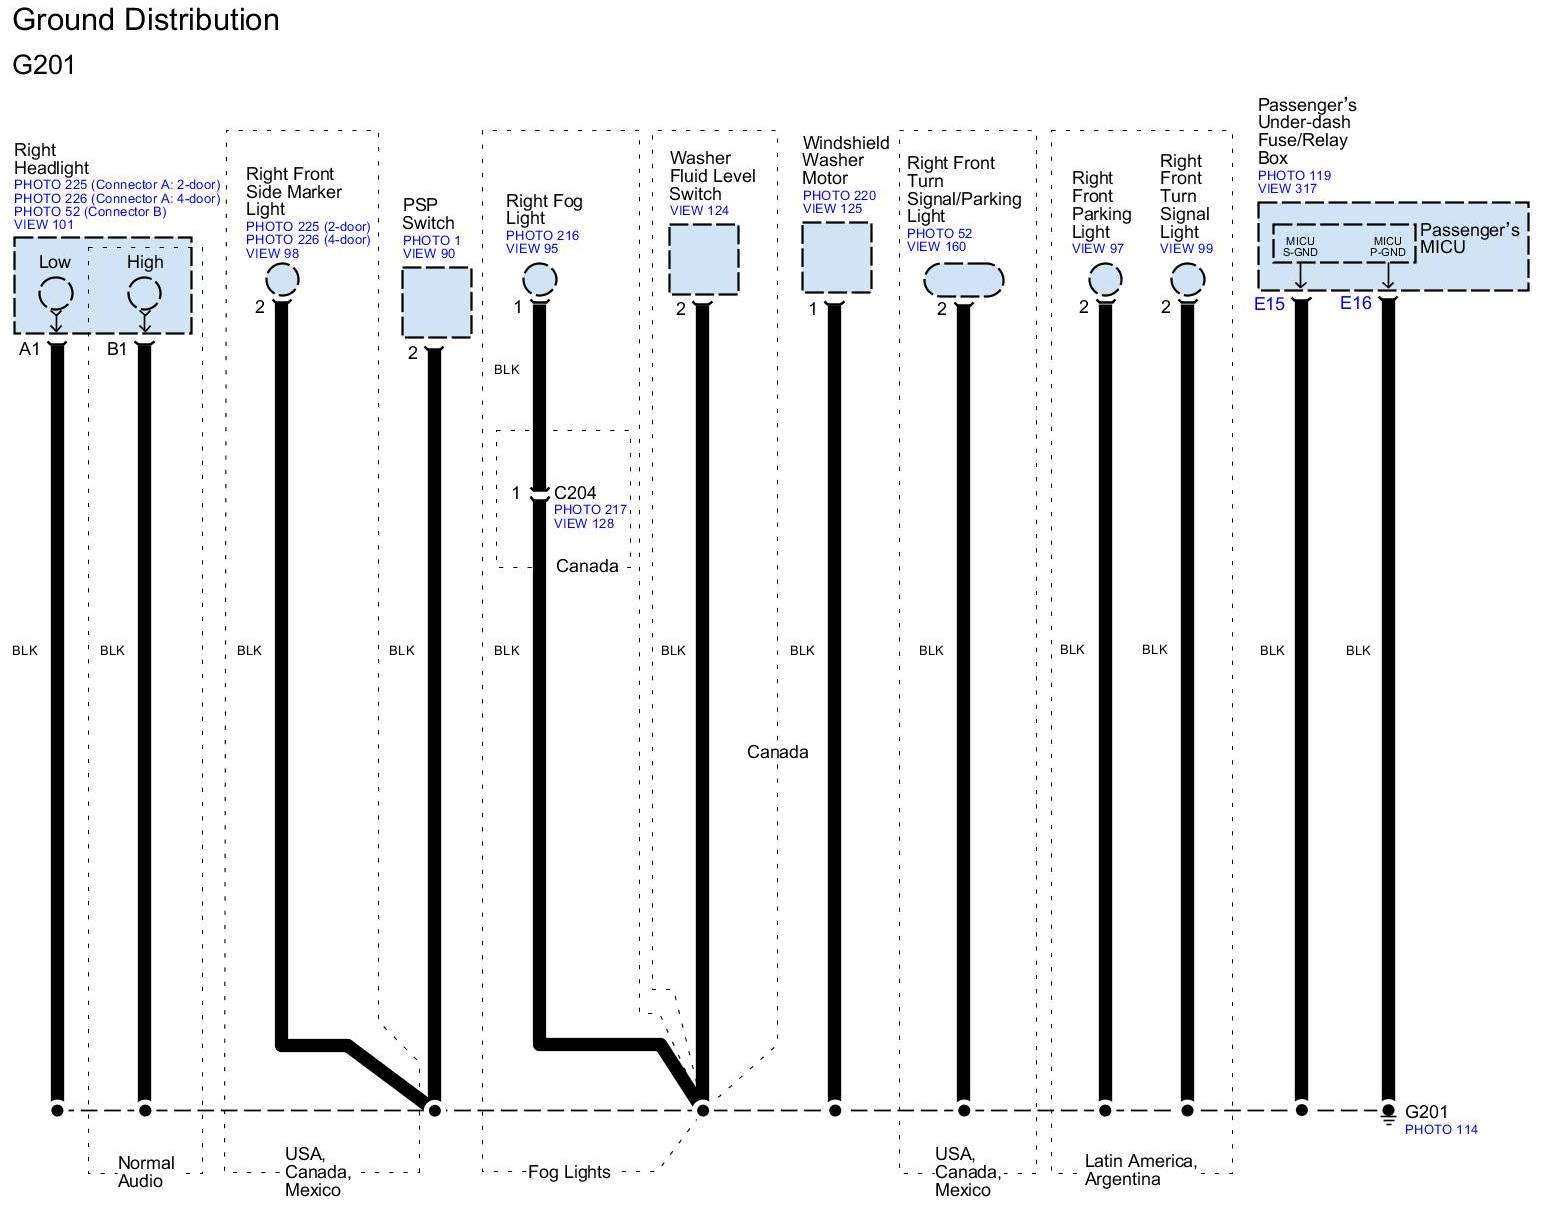 Ground Distribution
G201
Right
Headlight
PHOTO 225 (Connector A: 2-door)
PHOTO 226 (Connector A: 4-door)
PHOTO 52 (Connector B)
VIEW 101
Low
High
A1
B1
Right Front
Side Marker
Light
PHOTO 225 (2-door)
PHOTO 226 (4-door)
VIEW 98
2
PSP
Switch
PHOTO 1
VIEW 90
2
Right Fog
Light
PHOTO 216
VIEW 95
1
BLK
1
C204
PHOTO 217
VIEW 128
Canada
Washer
Fluid Level
Switch
VIEW 124
2
Windshield
Washer
Motor
PHOTO 220
VIEW 125
1
Right Front
Turn
Signal/Parking
Light
PHOTO 52
VIEW 160
2
Right
Front
Parking
Light
VIEW 97
2
Right
Front
Turn
Signal
Light
VIEW 99
2
Passenger's
Under-dash
Fuse/Relay
Box
PHOTO 119
VIEW 317
MICU
S-GND
MICU
P-GND
Passenger's
MICU
E15
E16
BLK
BLK
BLK
BLK
BLK
BLK
BLK
BLK
BLK
BLK
BLK
BLK
Canada
G201
PHOTO 114
Normal
Audio
USA,
Canada,
Mexico
Fog Lights
USA,
Canada,
Mexico
Latin America,
Argentina